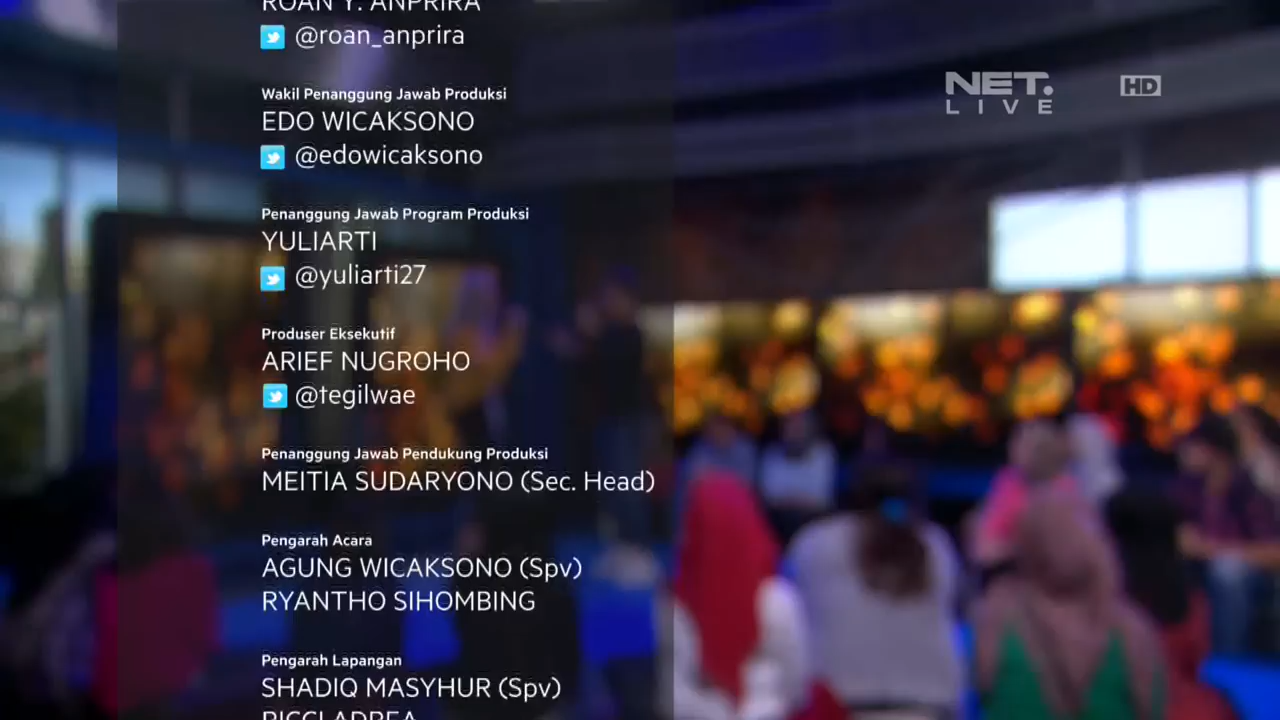 ROAN Y. ANPRIRA
@roan_anprira
Wakil Penanggung Jawab Produksi
EDO WICAKSONO
@edowicaksono
Penanggung Jawab Program Produksi
YULIARTI
@yuliarti27
Produser Eksekutif
ARIEF NUGROHO
@tegilwae
Penanggung Jawab Pendukung Produksi
MEITIA SUDARYONO (Sec. Head)
Pengarah Acara
AGUNG WICAKSONO (Spv)
RYANTHO SIHOMBING
Pengarah Lapangan
SHADIQ MASYHUR (Spv)
NET.
LIVE
HD